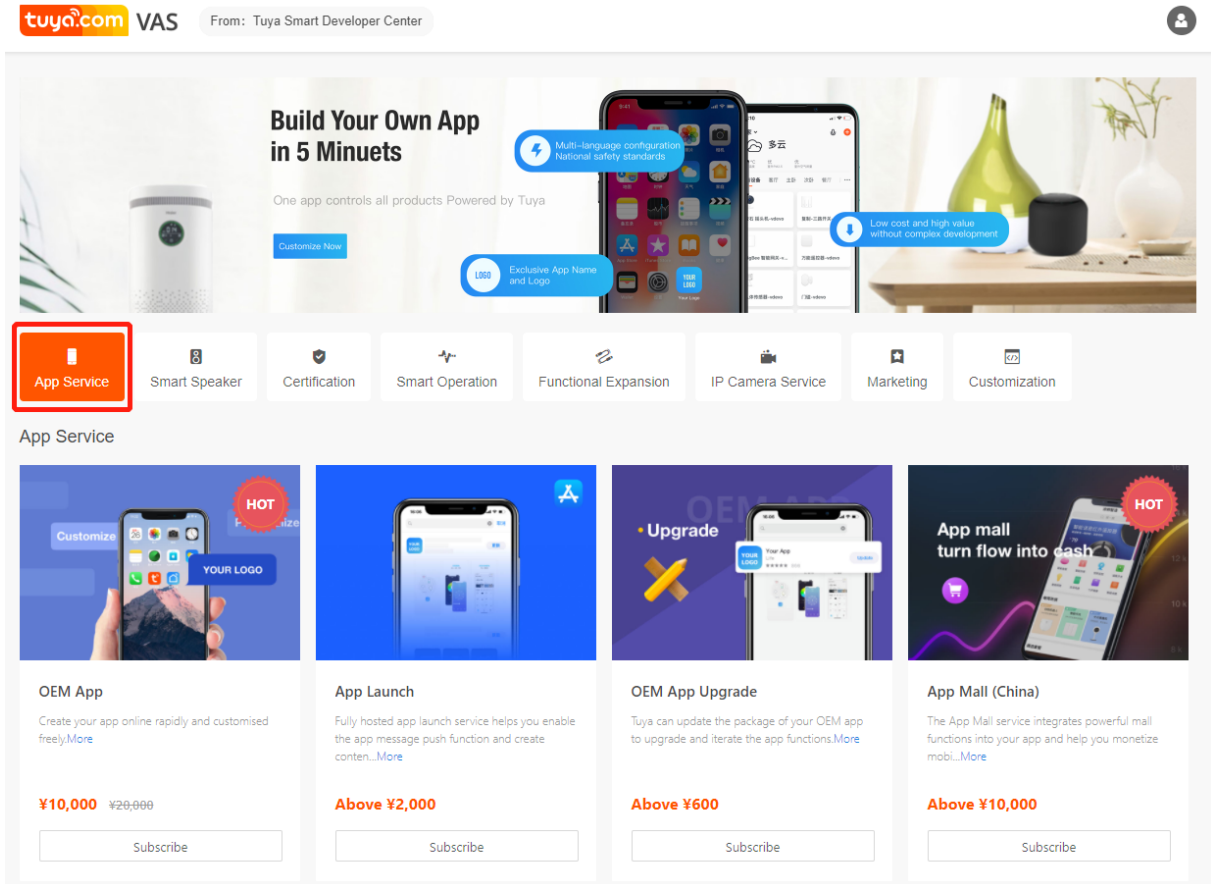 tuya.com VAS From: Tuya Smart Developer Center
Build Your Own App
in 5 Minuets
One app controls all products Powered by Tuya
Customize Now
Multi-language configuration
National safety standards
多云
Low cost and high value
without complex development
LOGO
Exclusive App Name
and Logo
YOUR
LOGO
Your Logo
App Service
Smart Speaker
Certification
Smart Operation
Functional Expansion
IP Camera Service
Marketing
Customization
App Service
HOT
Customize
YOUR LOGO
OEM App
Create your app online rapidly and customised
freely.More
¥10,000 ¥20,000
Subscribe
YOUR
LOGO
App Launch
Fully hosted app launch service helps you enable
the app message push function and create
conten...More
Above ¥2,000
Subscribe
OEM APP
• Upgrade
YOUR
LOGO
Your App
OEM App Upgrade
Tuya can update the package of your OEM app
to upgrade and iterate the app functions.More
Above ¥600
Subscribe
HOT
App mall
turn flow into cash
App Mall (China)
The App Mall service integrates powerful mall
functions into your app and help you monetize
mobi...More
Above ¥10,000
Subscribe